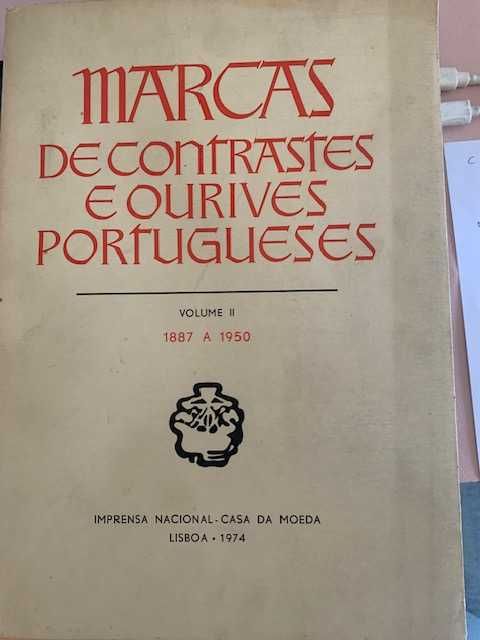 MARCAS
DE CONTRASTES
E OURIVES
PORTUGUESES
VOLUME II
1887 A 1950
IMPRENSA NACIONAL - CASA DA MOEDA
LISBOA • 1974
C